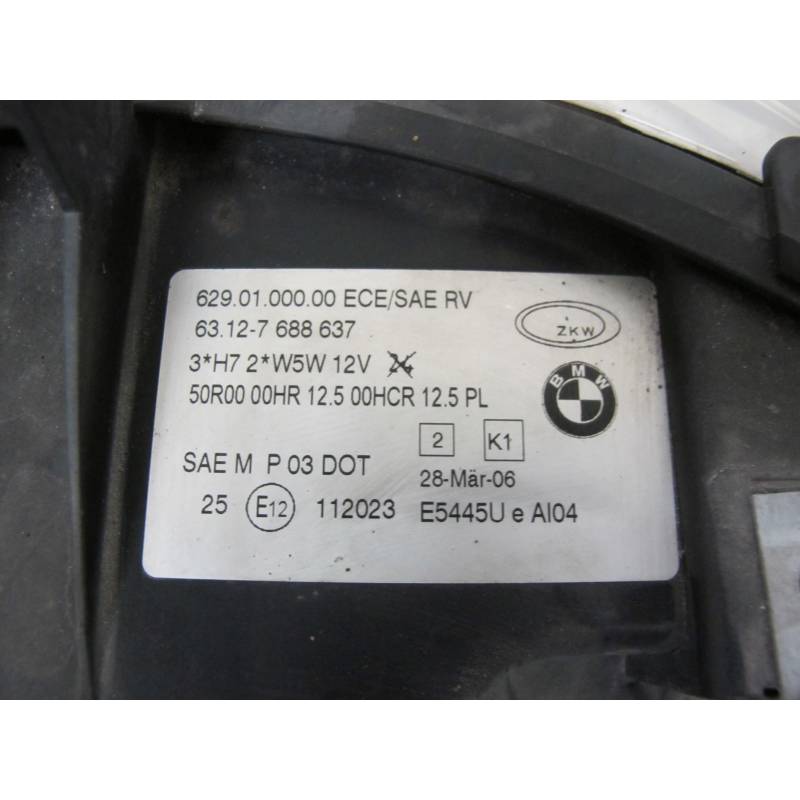 629.01.000.00 ECE/SAE RV
63.12-7 688 637
ZKW
3*H7 2*W5W 12V
BMW
50R00 00HR 12.5 00HCR 12.5 PL
2 K1
SAE M P 03 DOT
28-Mär-06
25 E12 112023 E5445U e AI04